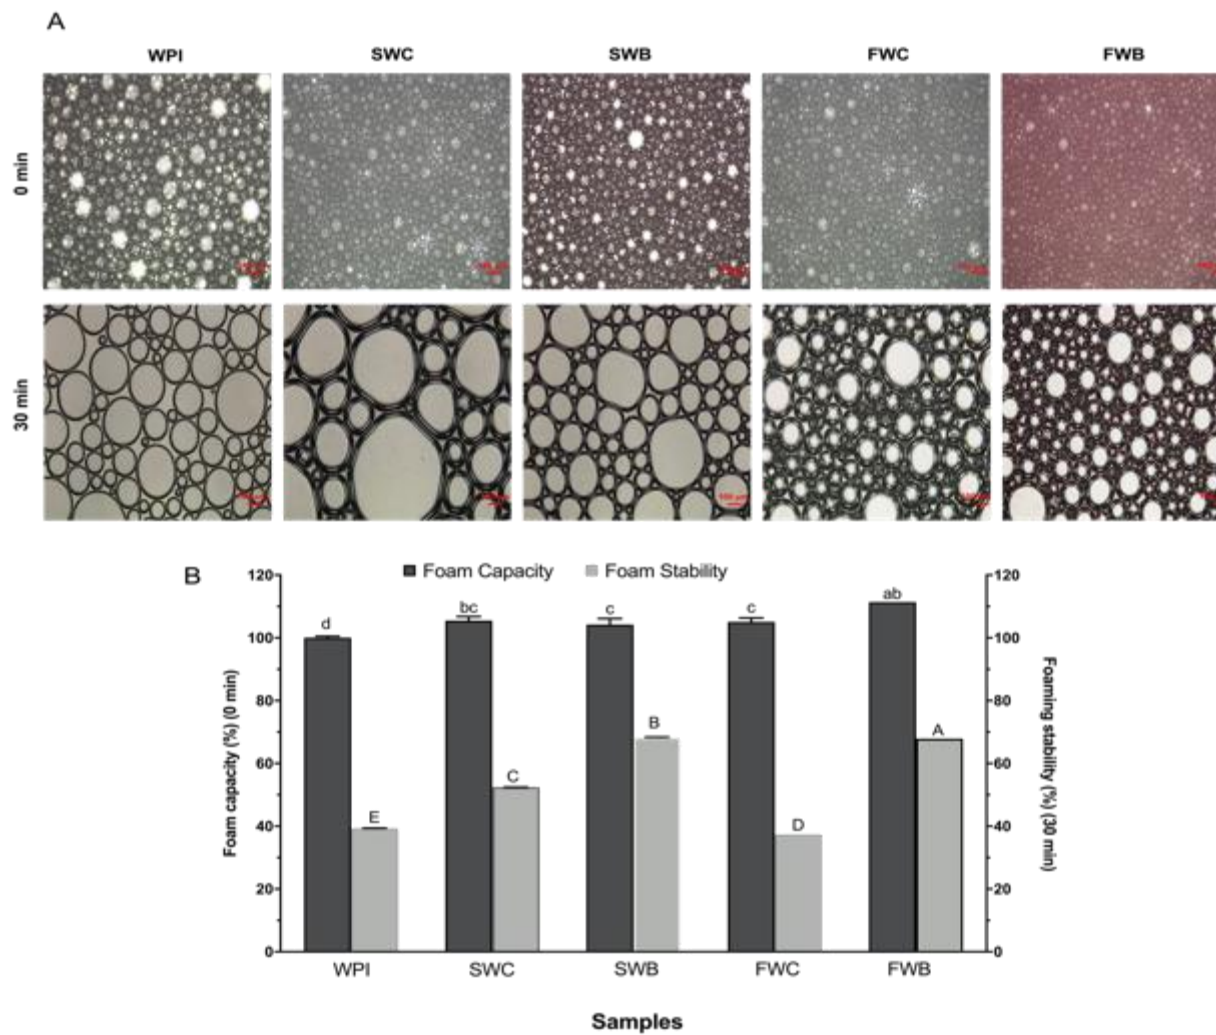 A
WPI SWC SWB FWC FWB
0 min
30 min
100 µm
B
Foam Capacity Foam Stability
Foam capacity (%) (0 min)
120 120
100 100
80 80
60 60
40 40
20 20
0 0
d bc c c ab
E C B D A
Foaming stability (%) (30 min)
WPI SWC SWB FWC FWB
Samples